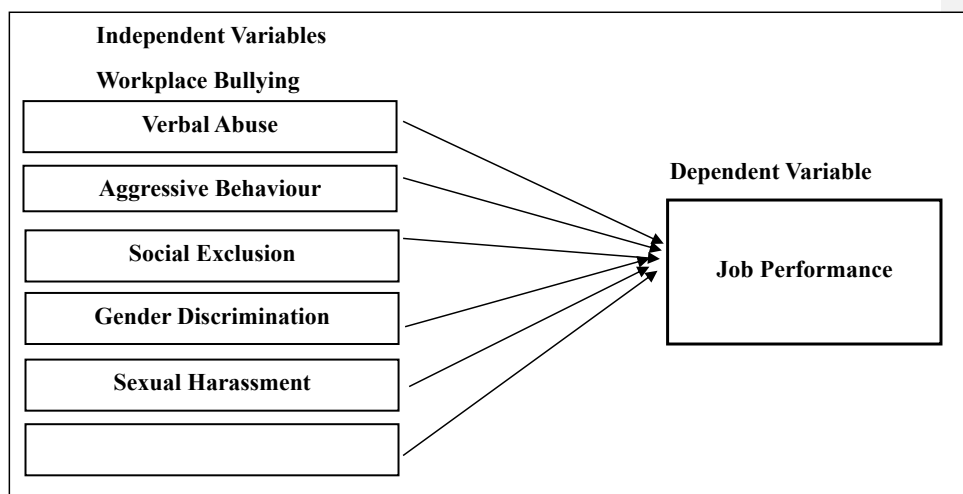 Independent Variables
Workplace Bullying
Verbal Abuse
Aggressive Behaviour
Social Exclusion
Gender Discrimination
Sexual Harassment
Dependent Variable
Job Performance